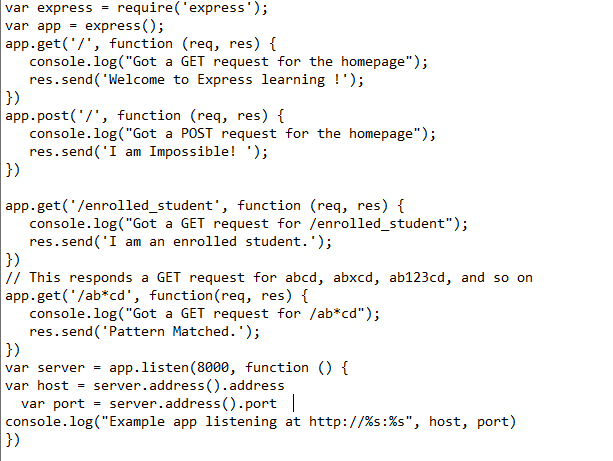 var express = require('express');
var app = express();
app.get('/', function (req, res) {
   console.log("Got a GET request for the homepage");
   res.send('Welcome to Express learning !');
})
app.post('/', function (req, res) {
   console.log("Got a POST request for the homepage");
   res.send('I am Impossible! ');
})

app.get('/enrolled_student', function (req, res) {
   console.log("Got a GET request for /enrolled_student");
   res.send('I am an enrolled student.');
})
// This responds a GET request for abcd, abxcd, ab123cd, and so on
app.get('/ab*cd', function(req, res) {
   console.log("Got a GET request for /ab*cd");
   res.send('Pattern Matched.');
})
var server = app.listen(8000, function () {
var host = server.address().address
  var port = server.address().port
console.log("Example app listening at http://%s:%s", host, port)
})